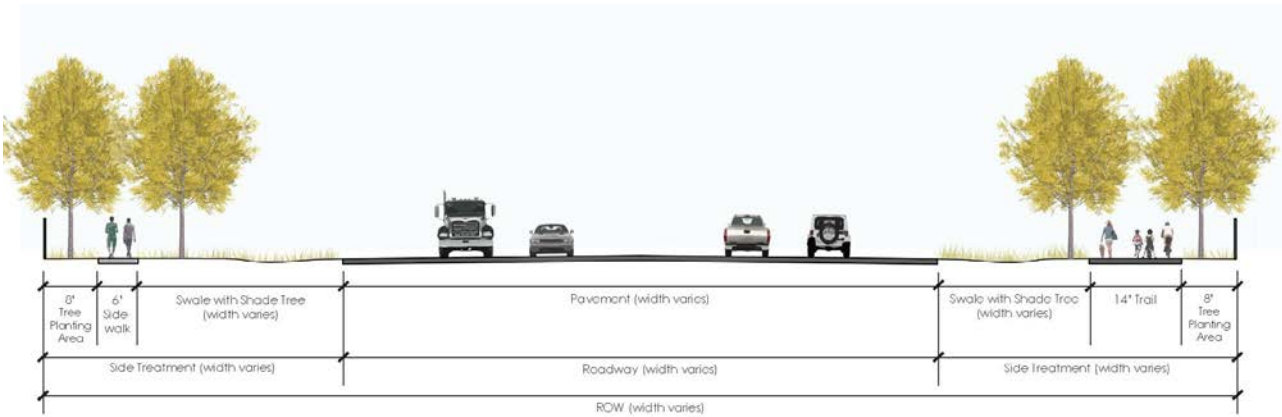 8'
Tree
Planting
Area
6'
Side
walk
Swale with Shade Tree
(width varies)
Pavement (width varies)
Swale with Shade Tree
(width varies)
14' Trail
8'
Tree
Planting
Area
Side Treatment (width varies)
Roadway (width varies)
Side Treatment (width varies)
ROW (width varies)